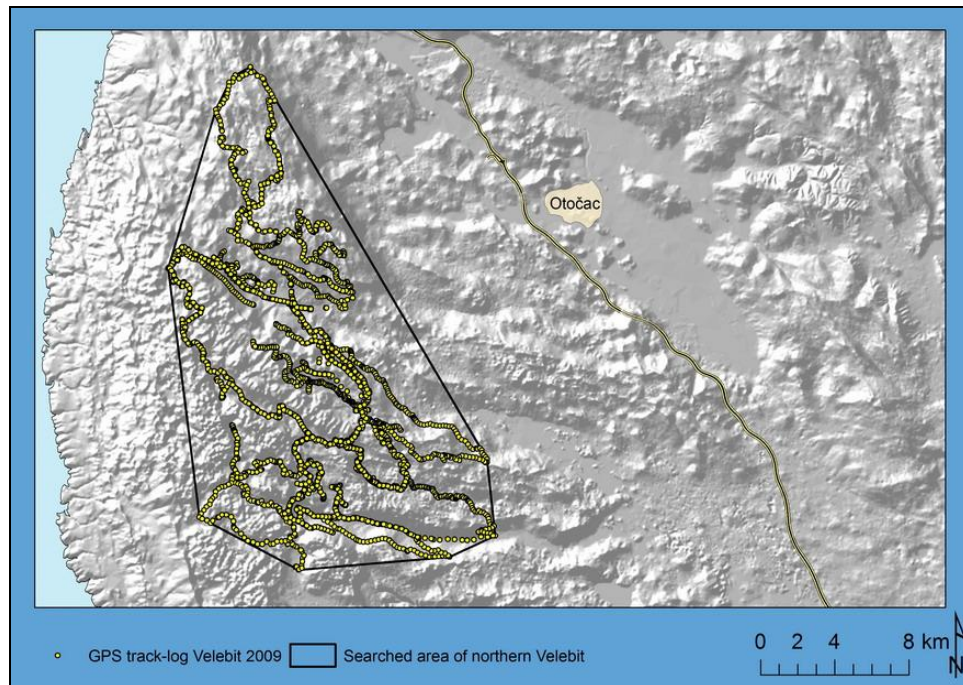 Otočac
GPS track-log Velebit 2009
Searched area of northern Velebit
0 2 4 8 km
N